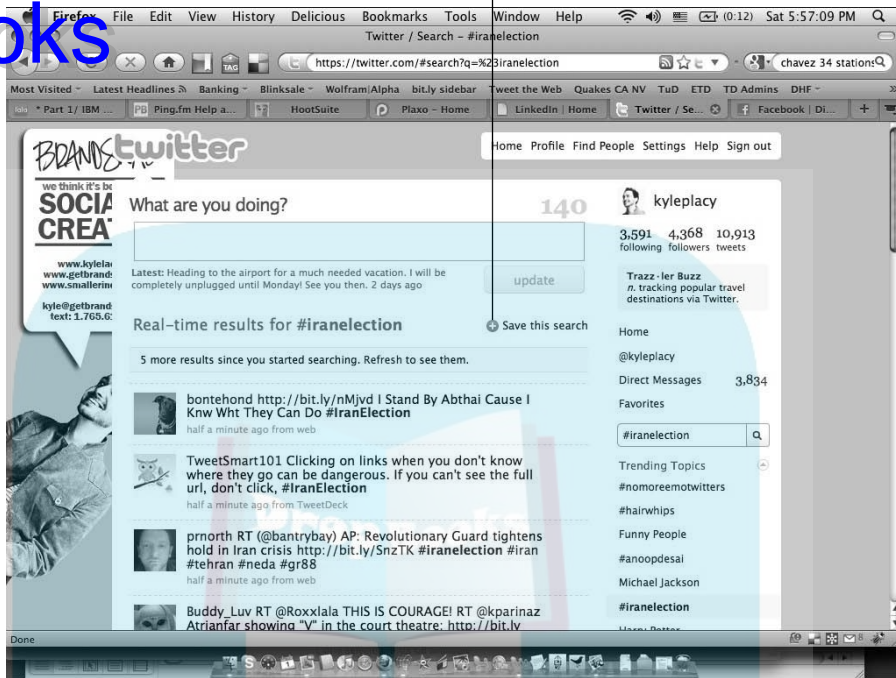 Firefox File Edit View History Delicious Bookmarks Tools Window Help (0:12) Sat 5:57:09 PM
oks
Twitter / Search – #iranelection
TAG https://twitter.com/#search?q=%23iranelection chavez 34 stations
Most Visited Latest Headlines Banking Blinksale Wolfram|Alpha bit.ly sidebar Tweet the Web Quakes CA NV TuD ETD TD Admins DHF
* Part 1/ IBM ... Ping.fm Help a... HootSuite Plaxo – Home LinkedIn | Home Twitter / Se... Facebook | Di...
BRANDS
twitter
Home Profile Find People Settings Help Sign out
we think it's be
SOCIA
CREA
www.kylela
www.getbrand
www.smallerin
kyle@getbrand
text: 1.765.6
What are you doing? 140
Latest: Heading to the airport for a much needed vacation. I will be
completely unplugged until Monday! See you then. 2 days ago
update
Real-time results for #iranelection Save this search
5 more results since you started searching. Refresh to see them.
bontehond http://bit.ly/nMjvd I Stand By Abthai Cause I
Knw Wht They Can Do #IranElection
half a minute ago from web
TweetSmart101 Clicking on links when you don't know
where they go can be dangerous. If you can't see the full
url, don't click, #IranElection
half a minute ago from TweetDeck
prnorth RT (@bantrybay) AP: Revolutionary Guard tightens
hold in Iran crisis http://bit.ly/SnzTK #iranelection #iran
#tehran #neda #gr88
half a minute ago from web
Buddy_Luv RT @Roxxlala THIS IS COURAGE! RT @kparinaz
Atrianfar showing "V" in the court theatre: http://bit.ly
kyleplacy
3,591 4,368 10,913
following followers tweets
Trazz·ler Buzz
n. tracking popular travel
destinations via Twitter.
Home
@kyleplacy
Direct Messages 3,834
Favorites
#iranelection
Trending Topics
#nomoreemotwitters
#hairwhips
Funny People
#anoopdesai
Michael Jackson
#iranelection
Harry Potter
Done 8